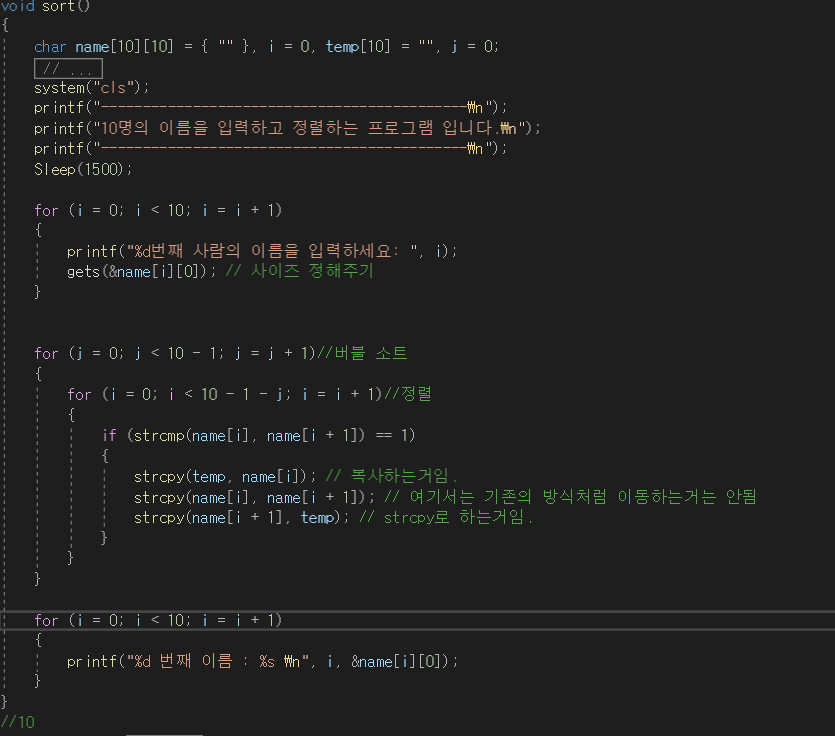 void sort()
{
char name[10][10] = { "" }, i = 0, temp[10] = "", j = 0;
// ...
system("cls");
printf("--------------------------------------------₩n");
printf("10명의 이름을 입력하고 정렬하는 프로그램 입니다.₩n");
printf("--------------------------------------------₩n");
Sleep(1500);
for (i = 0; i < 10; i = i + 1)
{
printf("%d번째 사람의 이름을 입력하세요: ", i);
gets(&name[i][0]); // 사이즈 정해주기
}
for (j = 0; j < 10 - 1; j = j + 1)//버블 소트
{
for (i = 0; i < 10 - 1 - j; i = i + 1)//정렬
{
if (strcmp(name[i], name[i + 1]) == 1)
{
strcpy(temp, name[i]); // 복사하는거임.
strcpy(name[i], name[i + 1]); // 여기서는 기존의 방식처럼 이동하는거는 안됨
strcpy(name[i + 1], temp); // strcpy로 하는거임.
}
}
}
for (i = 0; i < 10; i = i + 1)
{
printf("%d 번째 이름 : %s ₩n", i, &name[i][0]);
}
}
//10